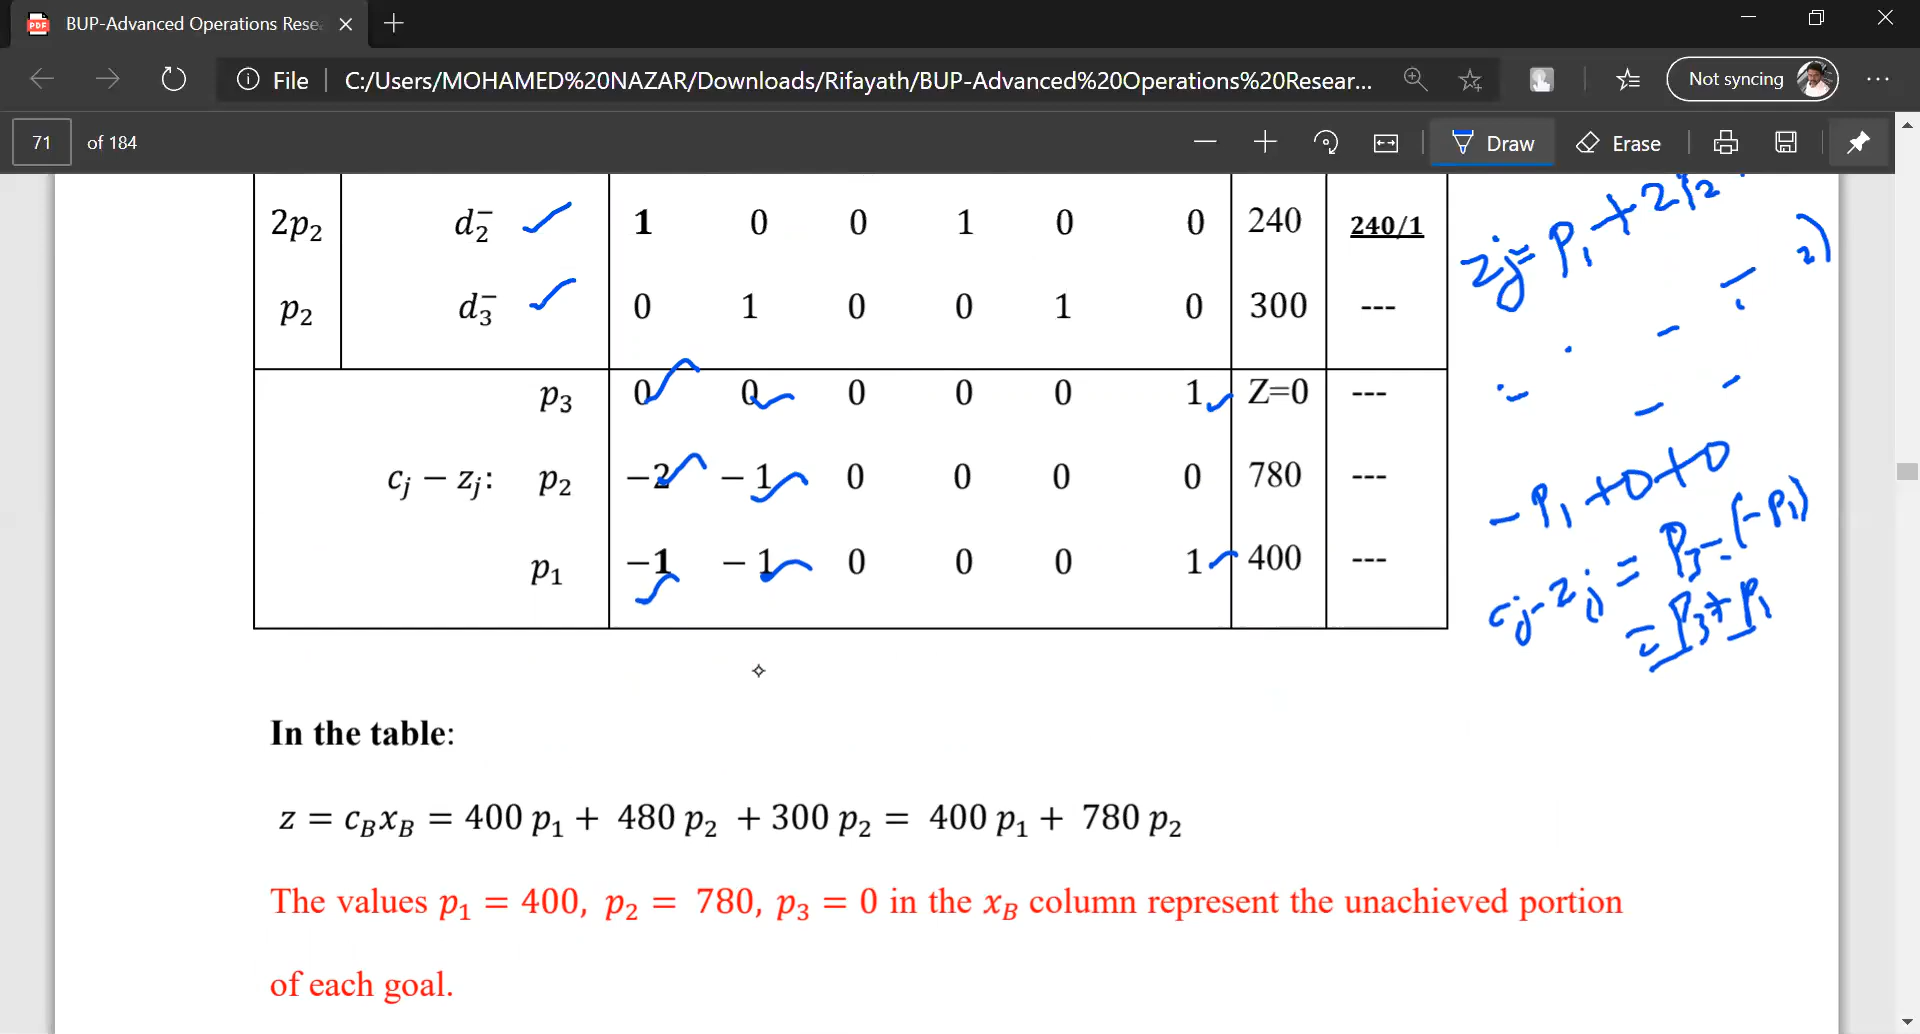 BUP-Advanced Operations Rese
File C:/Users/MOHAMED%20NAZAR/Downloads/Rifayath/BUP-Advanced%20Operations%20Resear...
Not syncing
71 of 184
Draw
Erase
2p₂ d₂⁻ 1 0 0 1 0 0 240 240/1
p₂ d₃⁻ 0 1 0 0 1 0 300 ---
p₃ 0 0 0 0 0 1 Z=0 ---
cⱼ − zⱼ: p₂ −2 −1 0 0 0 0 780 ---
p₁ −1 −1 0 0 0 1 400 ---
zj= P₁ + 2P₂
- P₁ + 0 + 0
cj - zj = P₃ - (-P₁)
= P₃ + P₁
In the table:
z = c_B x_B = 400 p₁ + 480 p₂ + 300 p₂ = 400 p₁ + 780 p₂
The values p₁ = 400, p₂ = 780, p₃ = 0 in the x_B column represent the unachieved portion
of each goal.